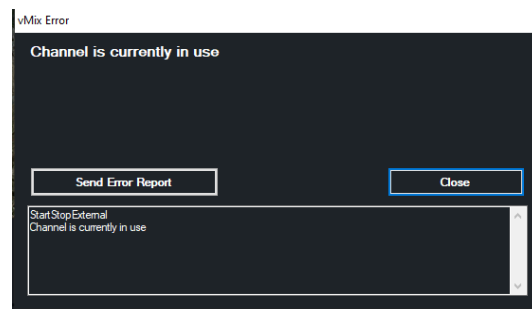 vMix Error
Channel is currently in use
Send Error Report
Close
StartStopExternal
Channel is currently in use